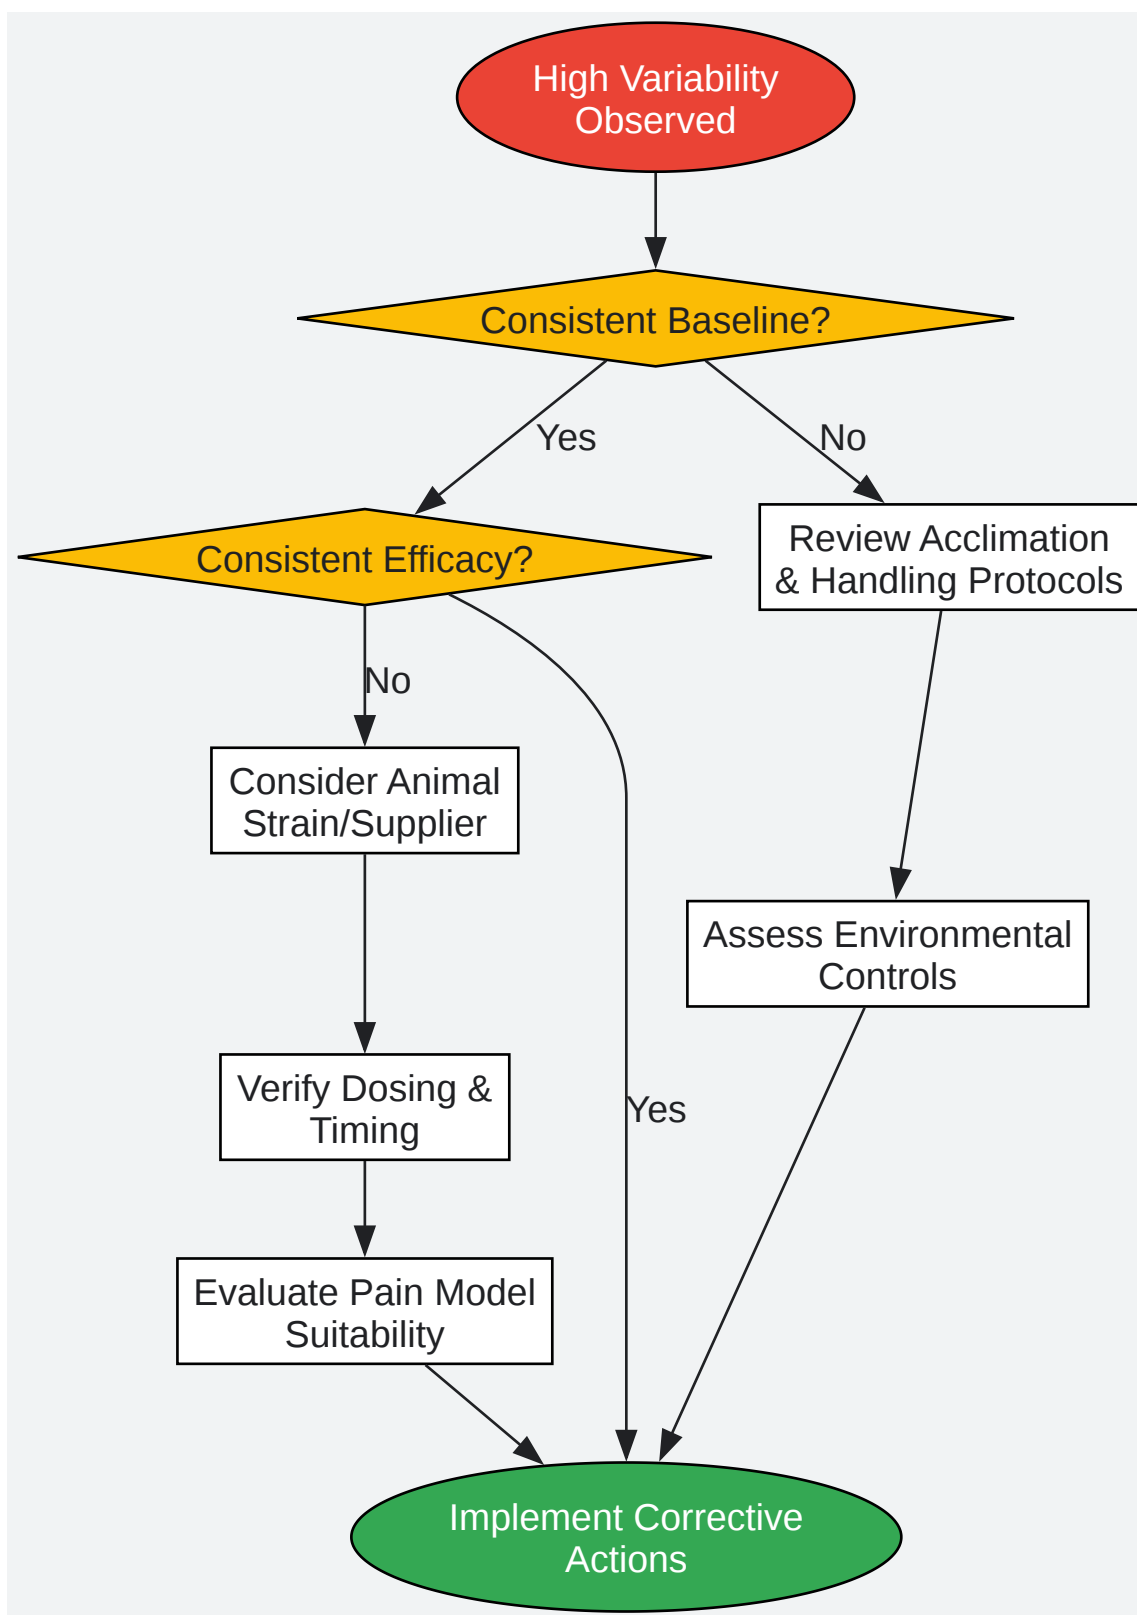 High Variability
Observed
Consistent Baseline?
Yes
No
Consistent Efficacy?
Review Acclimation
& Handling Protocols
No
Consider Animal
Strain/Supplier
Assess Environmental
Controls
Verify Dosing &
Timing
Yes
Evaluate Pain Model
Suitability
Implement Corrective
Actions